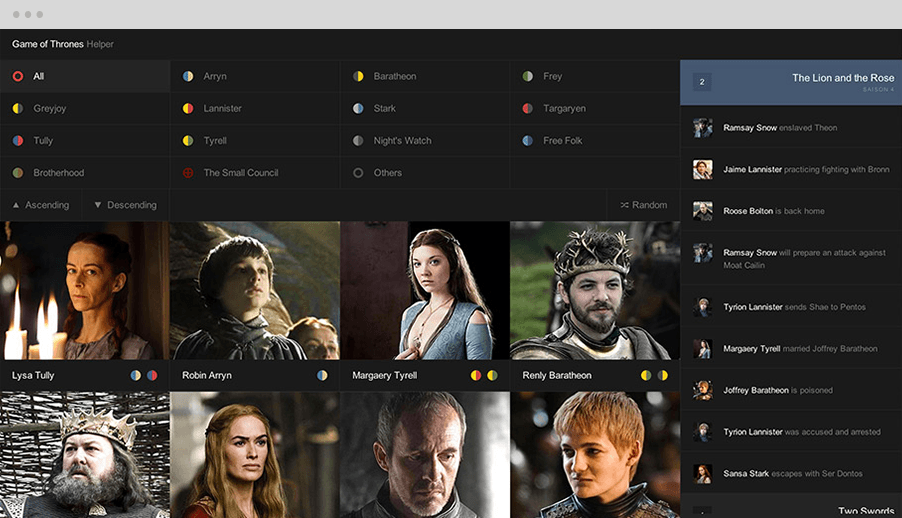 Game of Thrones Helper
All
Arryn
Baratheon
Frey
Greyjoy
Lannister
Stark
Targaryen
Tully
Tyrell
Night's Watch
Free Folk
Brotherhood
The Small Council
Others
Ascending
Descending
Random
Lysa Tully
Robin Arryn
Margaery Tyrell
Renly Baratheon
2
The Lion and the Rose
SAISON 4
Ramsay Snow enslaved Theon
Jaime Lannister practicing fighting with Bronn
Roose Bolton is back home
Ramsay Snow will prepare an attack against
Moat Cailin
Tyrion Lannister sends Shae to Pentos
Margaery Tyrell married Joffrey Baratheon
Joffrey Baratheon is poisoned
Tyrion Lannister was accused and arrested
Sansa Stark escapes with Ser Dontos
Two Swords